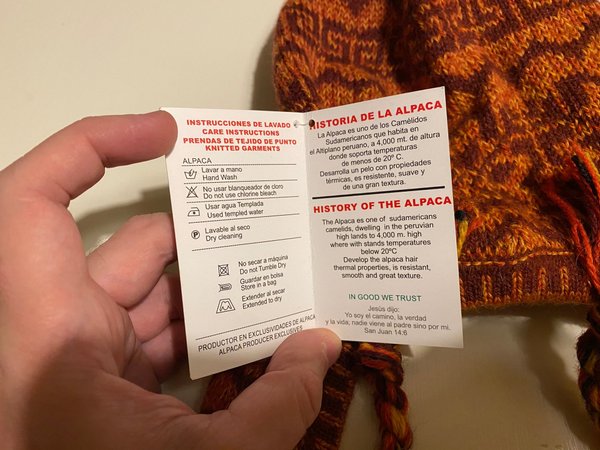 INSTRUCCIONES DE LAVADO
CARE INSTRUCTIONS
PRENDAS DE TEJIDO DE PUNTO
KNITTED GARMENTS
ALPACA
Lavar a mano
Hand Wash
No usar blanqueador de cloro
Do not use chlorine bleach
Usar agua Templada
Used templed water
P
Lavable al seco
Dry cleaning
No secar a máquina
Do not Tumble Dry
Guardar en bolsa
Store in a bag
Extender al secar
Extended to dry
PRODUCTOR EN EXCLUSIVIDADES DE ALPACA
ALPACA PRODUCER EXCLUSIVES
HISTORIA DE LA ALPACA
La Alpaca es uno de los Camélidos
Sudamericanos que habita en
el Altiplano peruano, a 4,000 mt. de altura
donde soporta temperaturas
de menos de 20º C.
Desarrolla un pelo con propiedades
térmicas, es resistente, suave y
de una gran textura.
HISTORY OF THE ALPACA
The Alpaca is one of sudamericans
camelids, dwelling in the peruvian
high lands to 4,000 m. high
where with stands temperatures
below 20ºC
Develop the alpaca hair
thermal properties, is resistant,
smooth and great texture.
IN GOOD WE TRUST
Jesús dijo:
Yo soy el camino, la verdad
y la vida; nadie viene al padre sino por mi.
San Juan 14:6